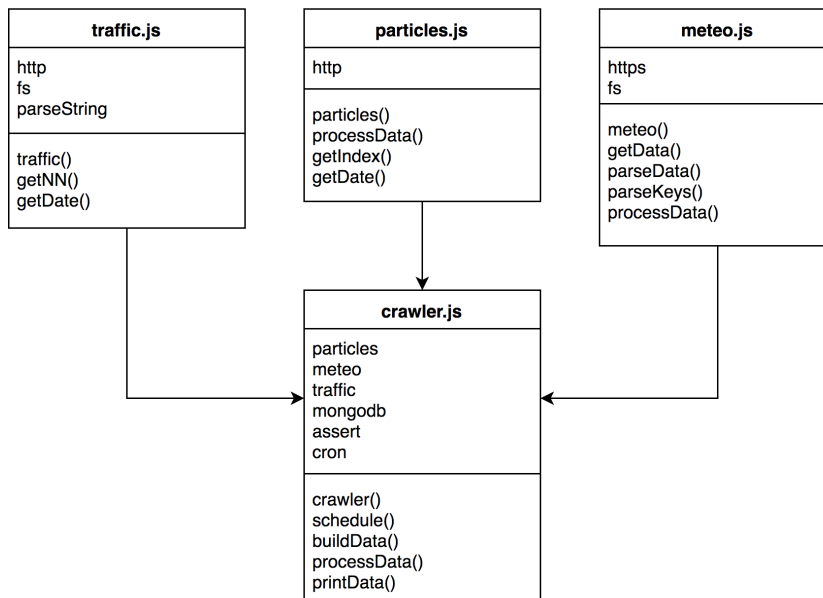 traffic.js
http
fs
parseString
traffic()
getNN()
getDate()
particles.js
http
particles()
processData()
getIndex()
getDate()
meteo.js
https
fs
meteo()
getData()
parseData()
parseKeys()
processData()
crawler.js
particles
meteo
traffic
mongodb
assert
cron
crawler()
schedule()
buildData()
processData()
printData()